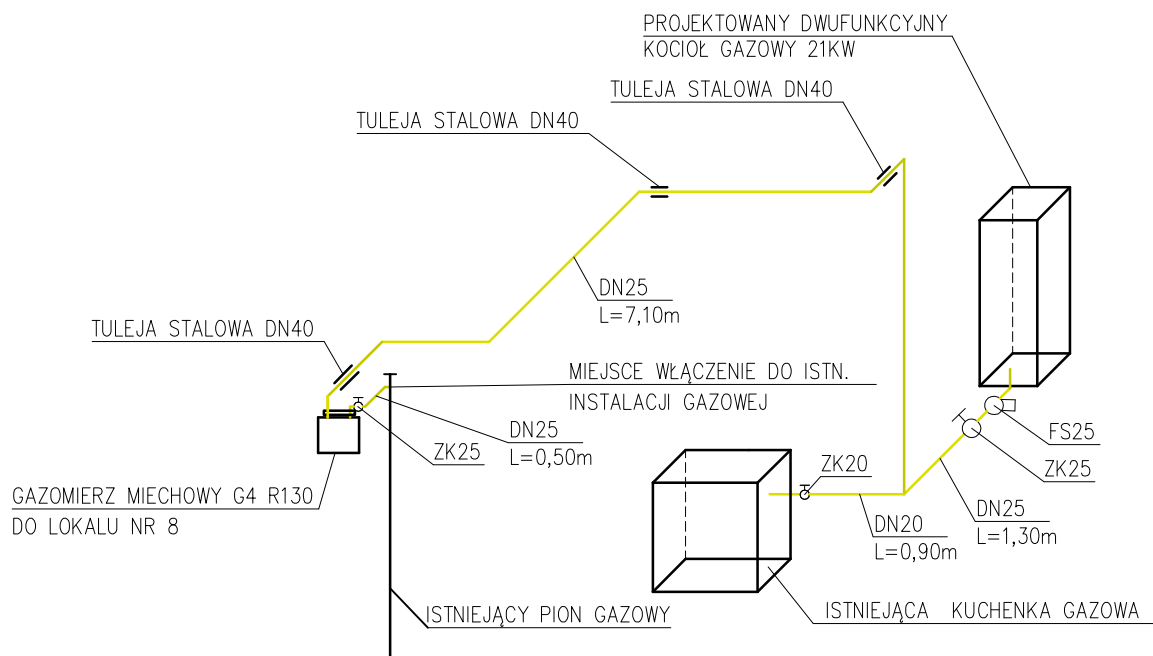 PROJEKTOWANY DWUFUNKCYJNY
KOCIOŁ GAZOWY 21KW
TULEJA STALOWA DN40
TULEJA STALOWA DN40
DN25
L=7,10m
TULEJA STALOWA DN40
MIEJSCE WŁĄCZENIE DO ISTN.
INSTALACJI GAZOWEJ
DN25
L=0,50m
ZK25
FS25
ZK25
ZK20
GAZOMIERZ MIECHOWY G4 R130
DO LOKALU NR 8
DN20
L=0,90m
DN25
L=1,30m
ISTNIEJĄCY PION GAZOWY
ISTNIEJĄCA KUCHENKA GAZOWA